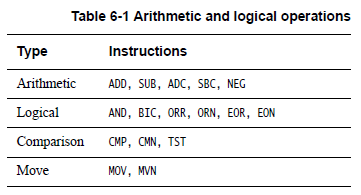 Table 6-1 Arithmetic and logical operations
Type Instructions
Arithmetic ADD, SUB, ADC, SBC, NEG
Logical AND, BIC, ORR, ORN, EOR, EON
Comparison CMP, CMN, TST
Move MOV, MVN